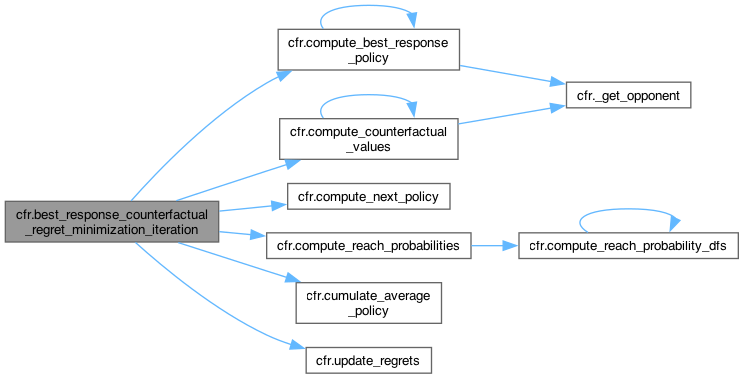 cfr.compute_best_response
_policy
cfr._get_opponent
cfr.compute_counterfactual
_values
cfr.best_response_counterfactual
_regret_minimization_iteration
cfr.compute_next_policy
cfr.compute_reach_probabilities
cfr.compute_reach_probability_dfs
cfr.cumulate_average
_policy
cfr.update_regrets